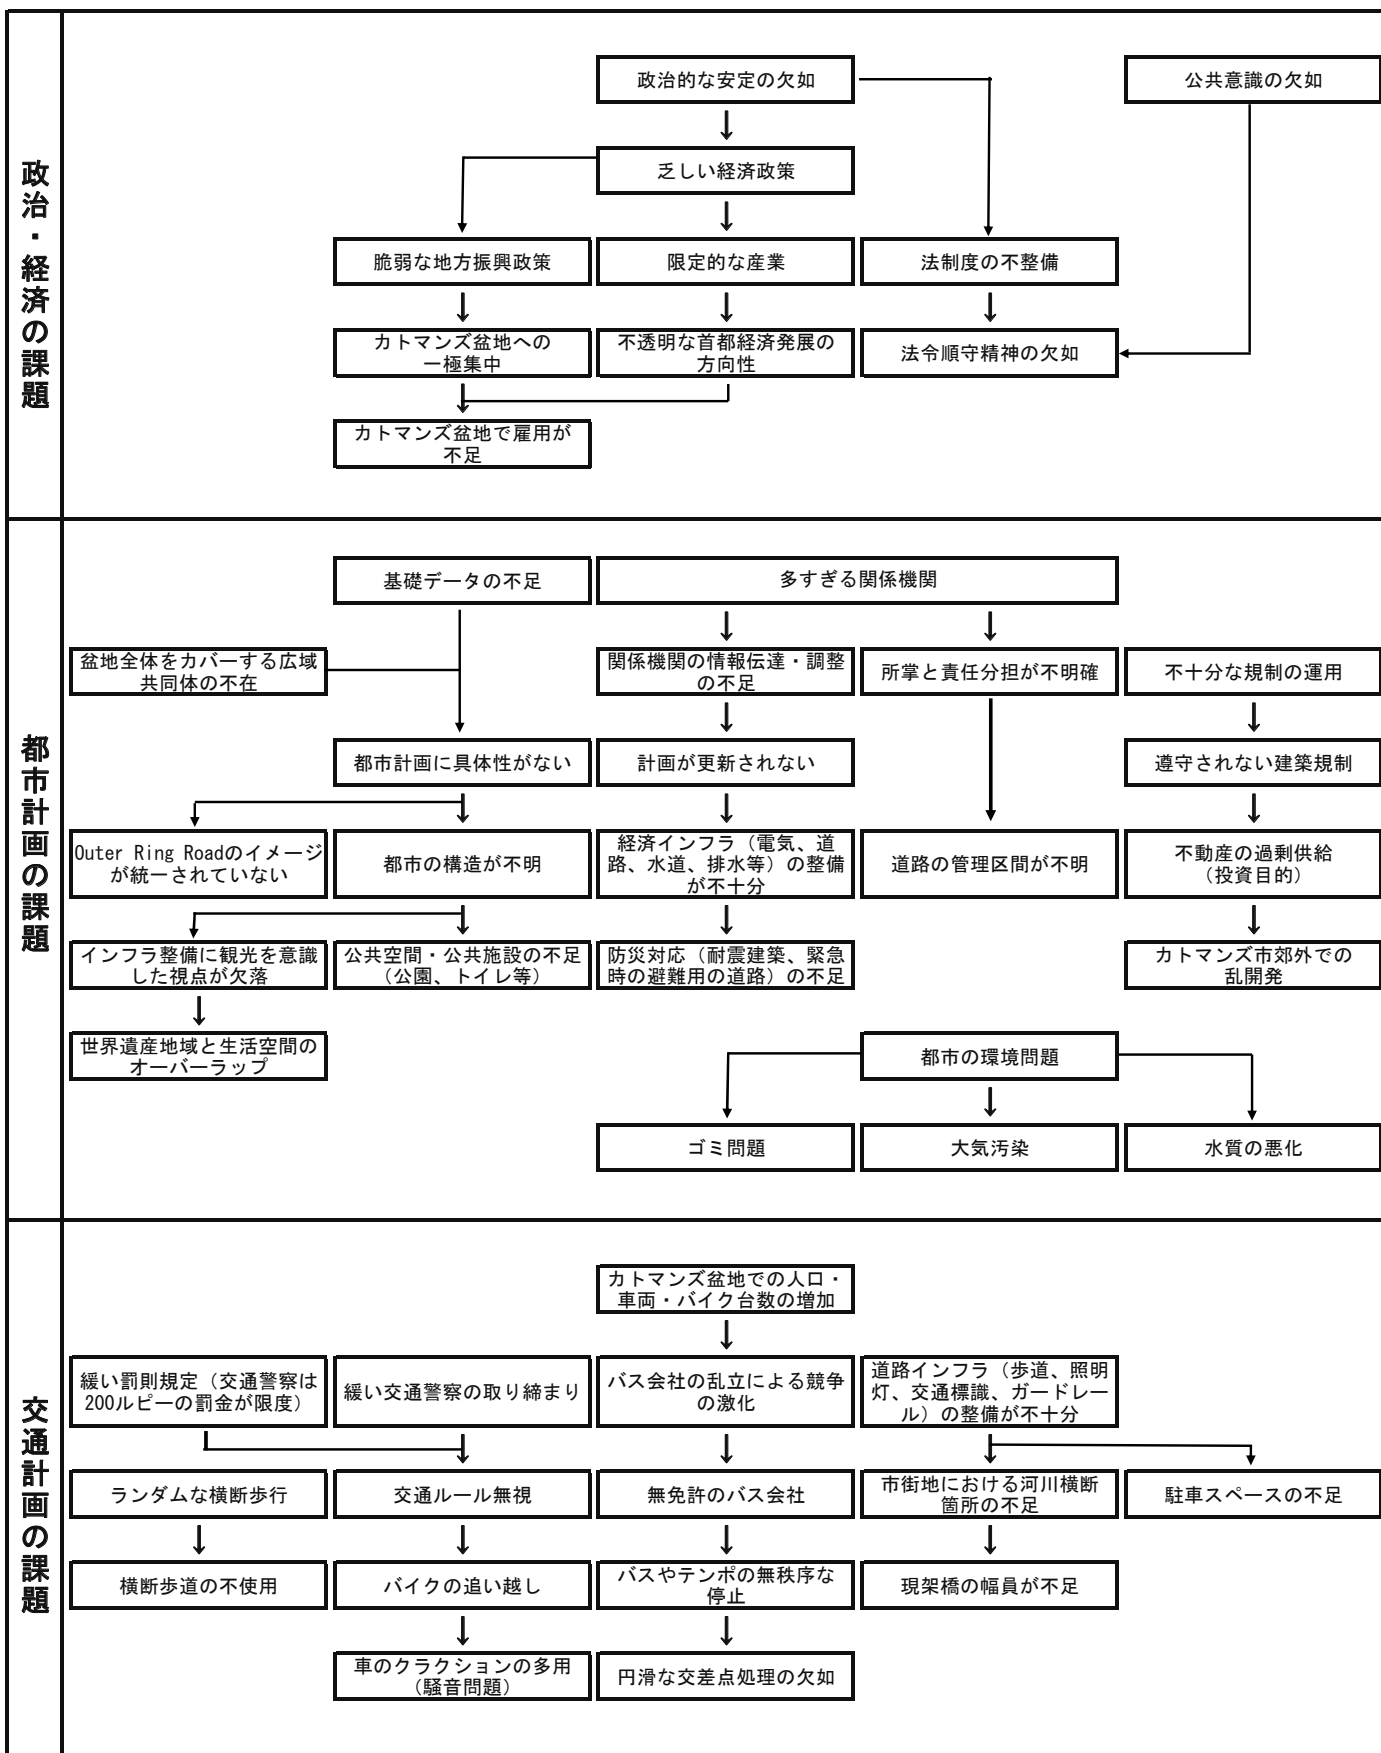 政治・経済の課題
政治的な安定の欠如
公共意識の欠如
乏しい経済政策
脆弱な地方振興政策
限定的な産業
法制度の不整備
カトマンズ盆地への
一極集中
不透明な首都経済発展の
方向性
法令順守精神の欠如
カトマンズ盆地で雇用が
不足
都市計画の課題
基礎データの不足
多すぎる関係機関
盆地全体をカバーする広域
共同体の不在
関係機関の情報伝達・調整
の不足
所掌と責任分担が不明確
不十分な規制の運用
都市計画に具体性がない
計画が更新されない
遵守されない建築規制
Outer Ring Roadのイメージ
が統一されていない
都市の構造が不明
経済インフラ（電気、道
路、水道、排水等）の整備
が不十分
道路の管理区間が不明
不動産の過剰供給
（投資目的）
インフラ整備に観光を意識
した視点が欠落
公共空間・公共施設の不足
（公園、トイレ等）
防災対応（耐震建築、緊急
時の避難用の道路）の不足
カトマンズ市郊外での
乱開発
世界遺産地域と生活空間の
オーバーラップ
都市の環境問題
ゴミ問題
大気汚染
水質の悪化
交通計画の課題
カトマンズ盆地での人口・
車両・バイク台数の増加
緩い罰則規定（交通警察は
200ルピーの罰金が限度）
緩い交通警察の取り締まり
バス会社の乱立による競争
の激化
道路インフラ（歩道、照明
灯、交通標識、ガードレー
ル）の整備が不十分
ランダムな横断歩行
交通ルール無視
無免許のバス会社
市街地における河川横断
箇所の不足
駐車スペースの不足
横断歩道の不使用
バイクの追い越し
バスやテンポの無秩序な
停止
現架橋の幅員が不足
車のクラクションの多用
（騒音問題）
円滑な交差点処理の欠如